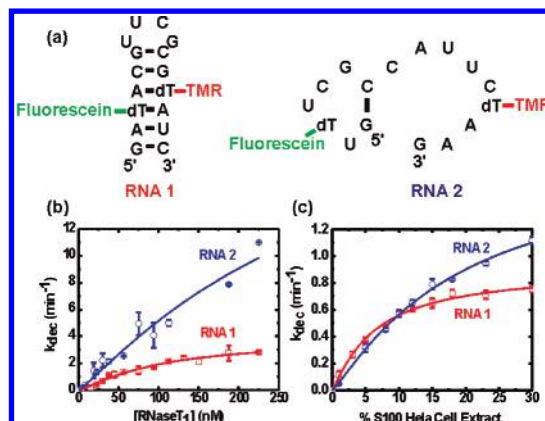 (a)
U C
C A U U
G C C C
C G
U
A dT TMR
dT TMR
Fluorescein dT A
U dT G A
A U
Fluorescein U 5' G A
G C
5' 3'
3'
RNA 1 RNA 2
(b) (c)
12
10
8
6
4
2
0
k_dec (min⁻¹)
RNA 2
RNA 1
0 50 100 150 200 250
[RNaseT₁] (nM)
1.2
1.0
0.8
0.6
0.4
0.2
0.0
k_dec (min⁻¹)
RNA 2
RNA 1
0 5 10 15 20 25 30
% S100 Hela Cell Extract